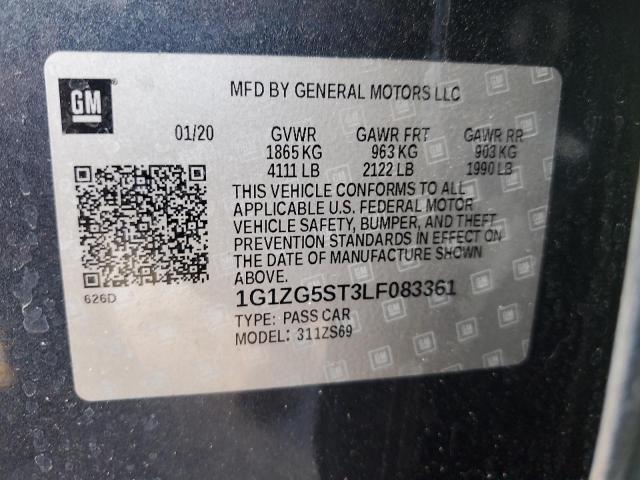 GM
MFD BY GENERAL MOTORS LLC
01/20 GVWR GAWR FRT GAWR RR
1865 KG 963 KG 903 KG
4111 LB 2122 LB 1990 LB
THIS VEHICLE CONFORMS TO ALL
APPLICABLE U.S. FEDERAL MOTOR
VEHICLE SAFETY, BUMPER, AND THEFT
PREVENTION STANDARDS IN EFFECT ON
THE DATE OF MANUFACTURE SHOWN
ABOVE.
626D
1G1ZG5ST3LF083361
TYPE: PASS CAR
MODEL: 311ZS69